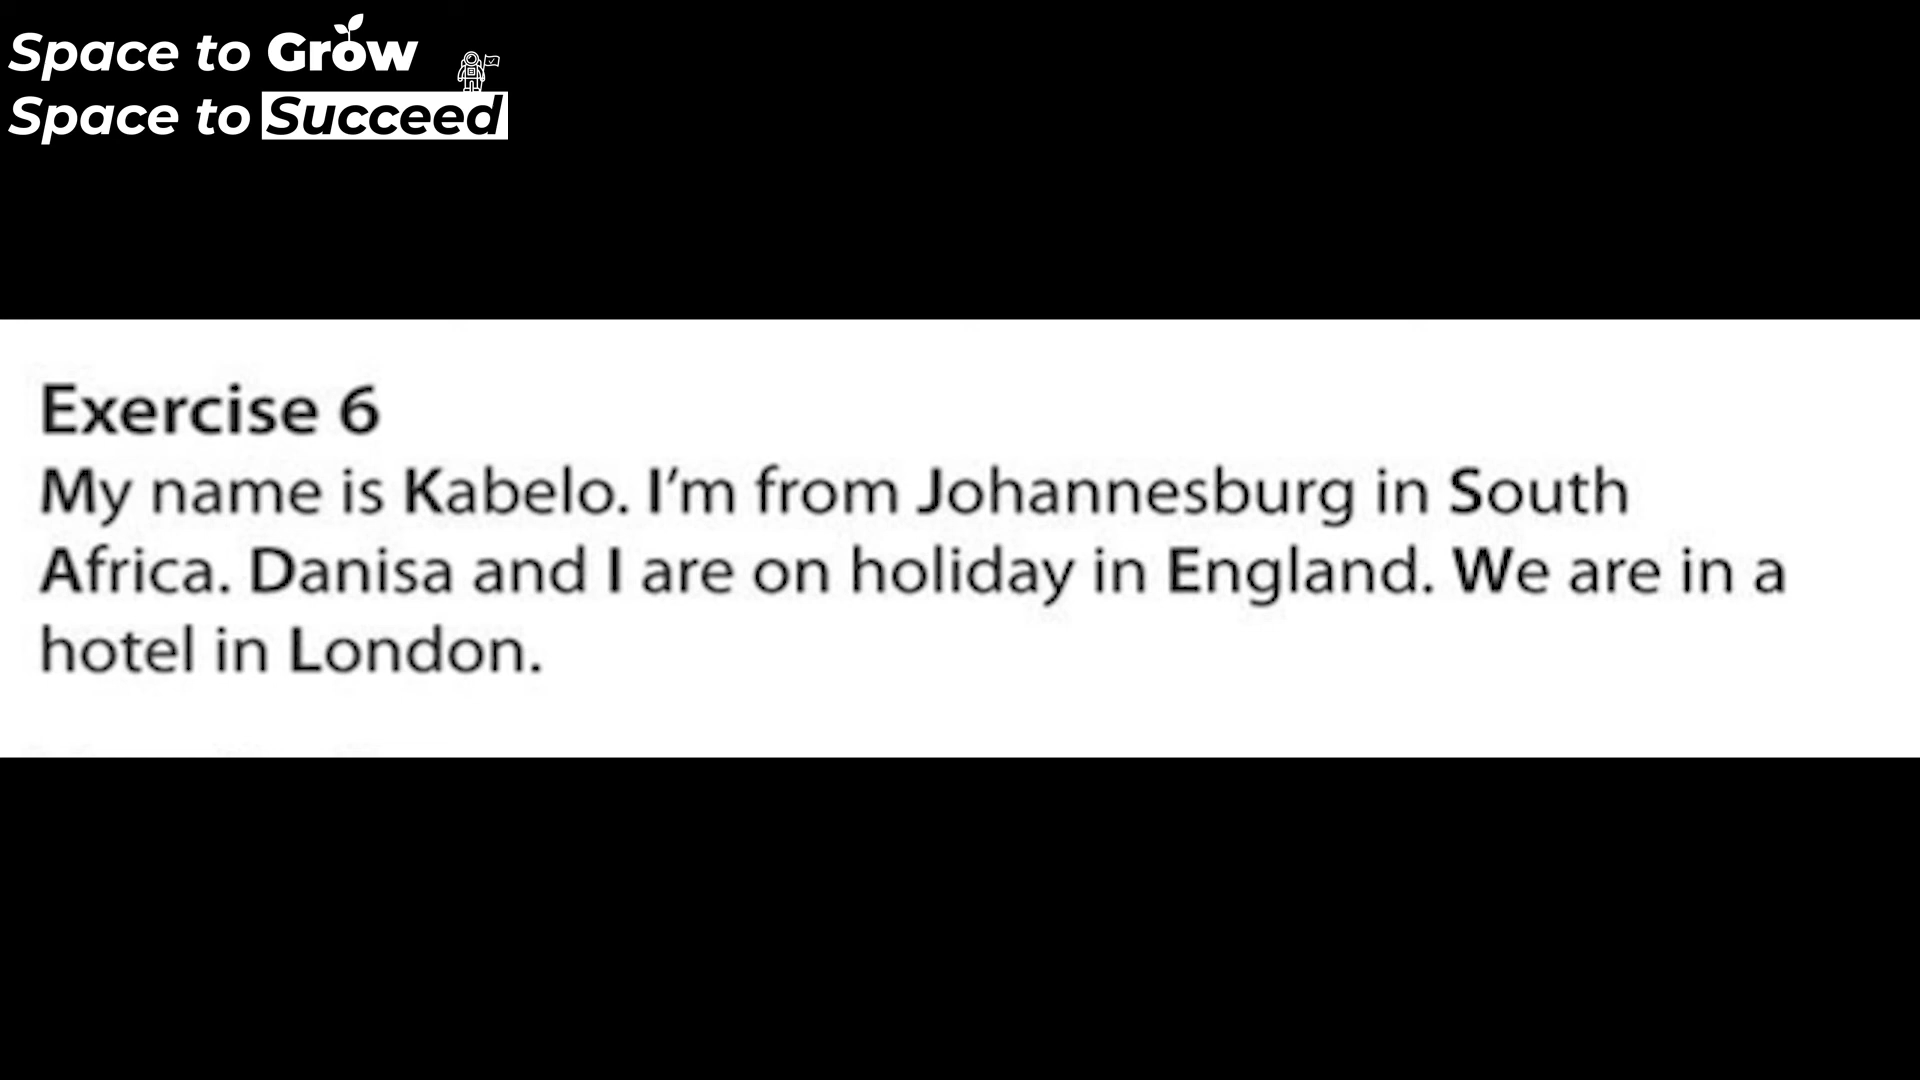 Space to Grow
Space to Succeed
Exercise 6
My name is Kabelo. I'm from Johannesburg in South
Africa. Danisa and I are on holiday in England. We are in a
hotel in London.